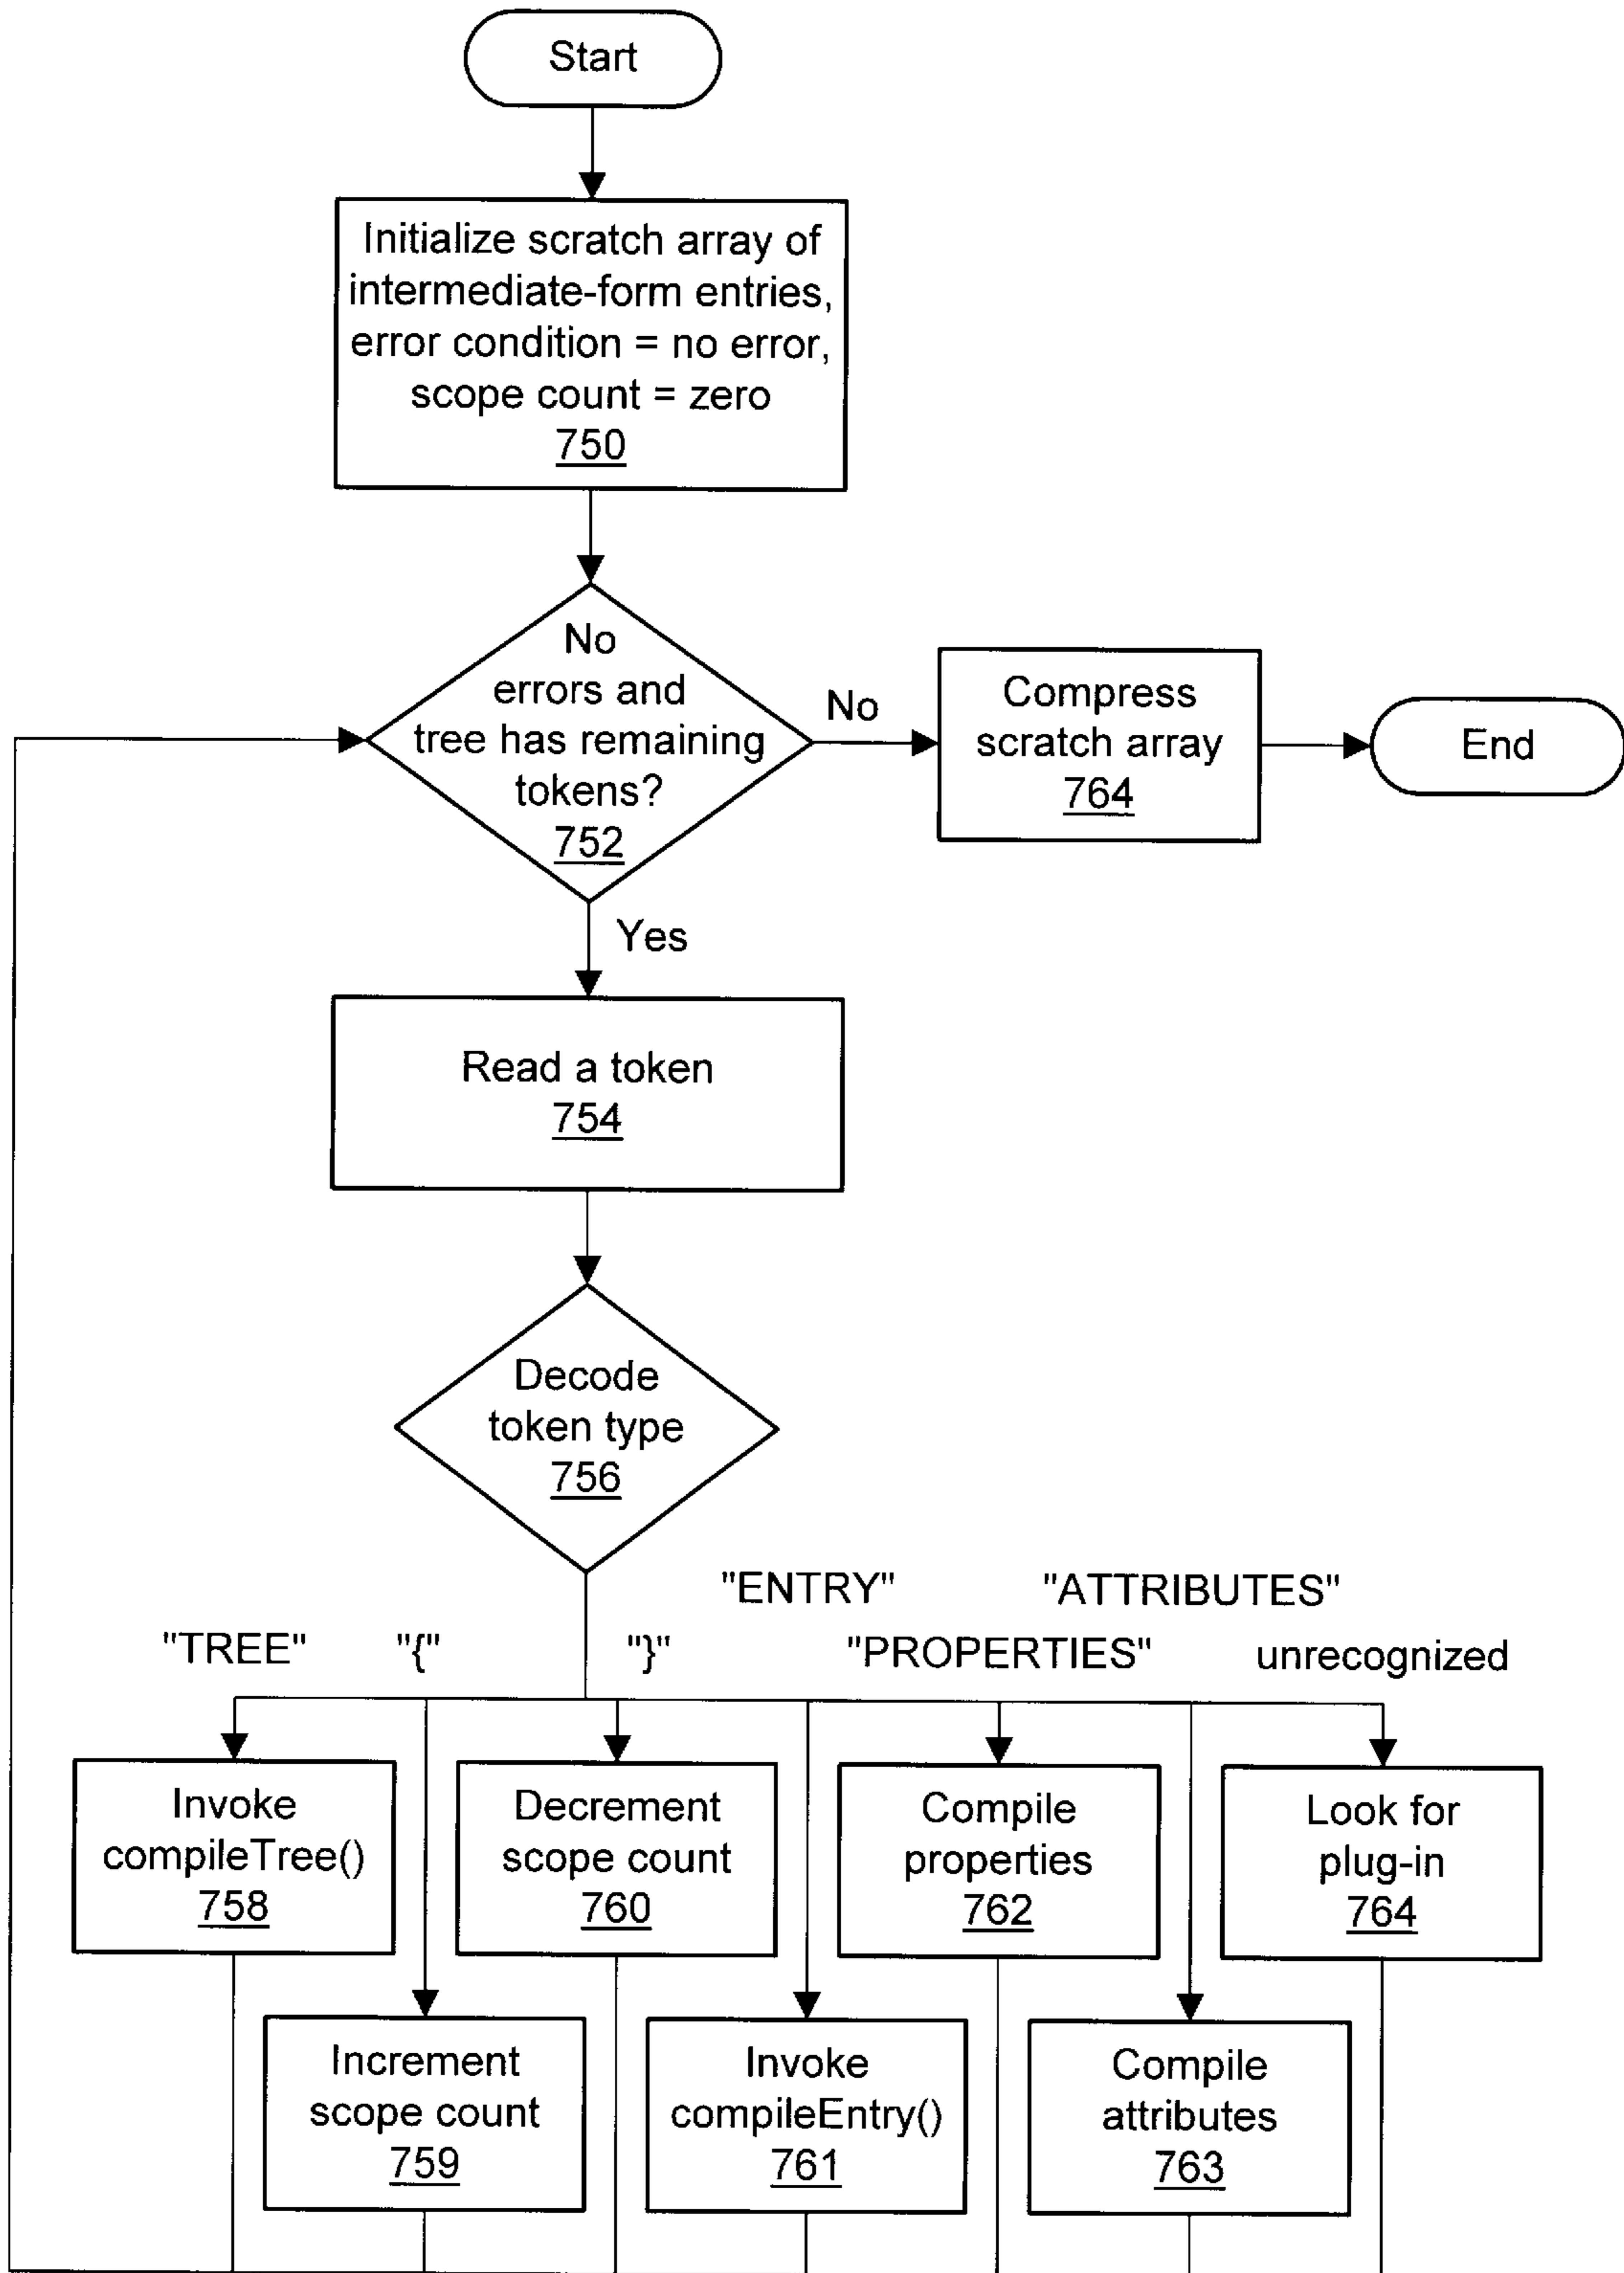 Start
Initialize scratch array of
intermediate-form entries,
error condition = no error,
scope count = zero
750
No
errors and
tree has remaining
tokens?
752
No
Compress
scratch array
764
End
Yes
Read a token
754
Decode
token type
756
"ENTRY"
"ATTRIBUTES"
"TREE"
"{"
"}"
"PROPERTIES"
unrecognized
Invoke
compileTree()
758
Decrement
scope count
760
Compile
properties
762
Look for
plug-in
764
Increment
scope count
759
Invoke
compileEntry()
761
Compile
attributes
763